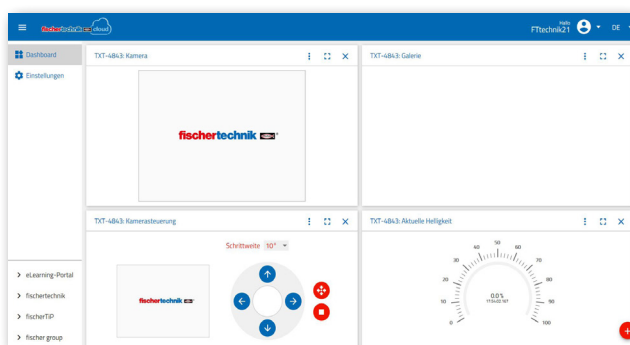 fischertechnik cloud
Hallo
FTtechnik21
DE
Dashboard
Einstellungen
TXT-4843: Kamera
fischertechnik
TXT-4843: Galerie
TXT-4843: Kamerasteuerung
Schrittweite 10°
fischertechnik
TXT-4843: Aktuelle Helligkeit
0
10
20
30
40
50
60
70
80
90
100
0.0 %
eLearning-Portal
fischertechnik
fischerTiP
fischer group